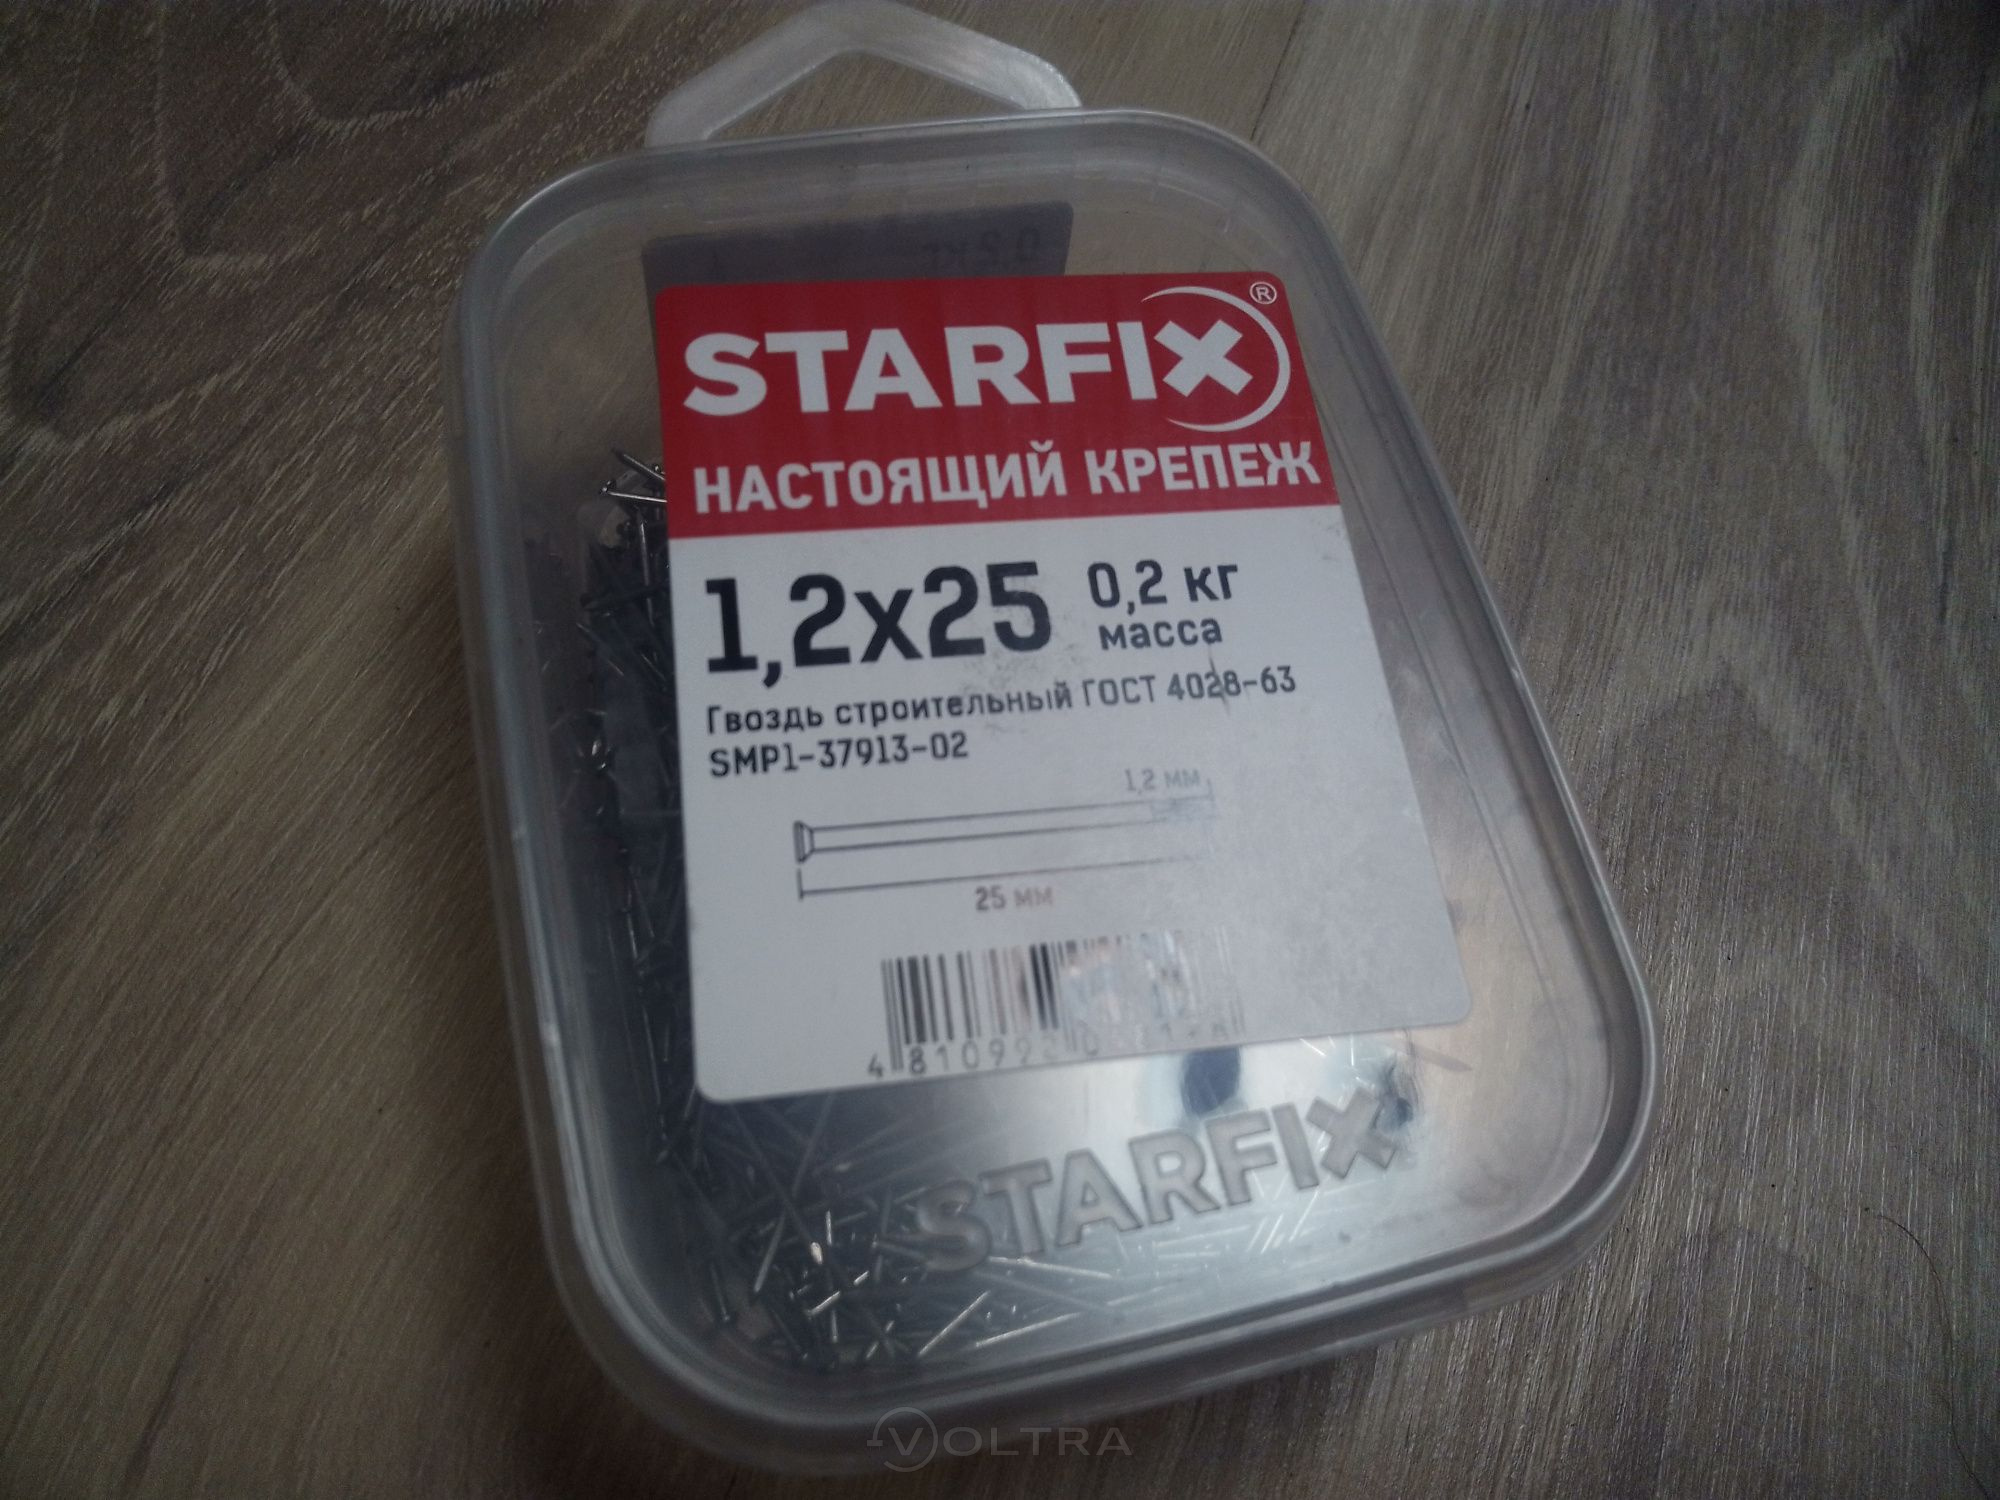 STARFIX®
НАСТОЯЩИЙ КРЕПЕЖ
1,2x25 0,2 кг
масса
Гвоздь строительный ГОСТ 4028-63
SMP1-37913-02
1,2 мм
25 мм
STARFIX
VOLTRA